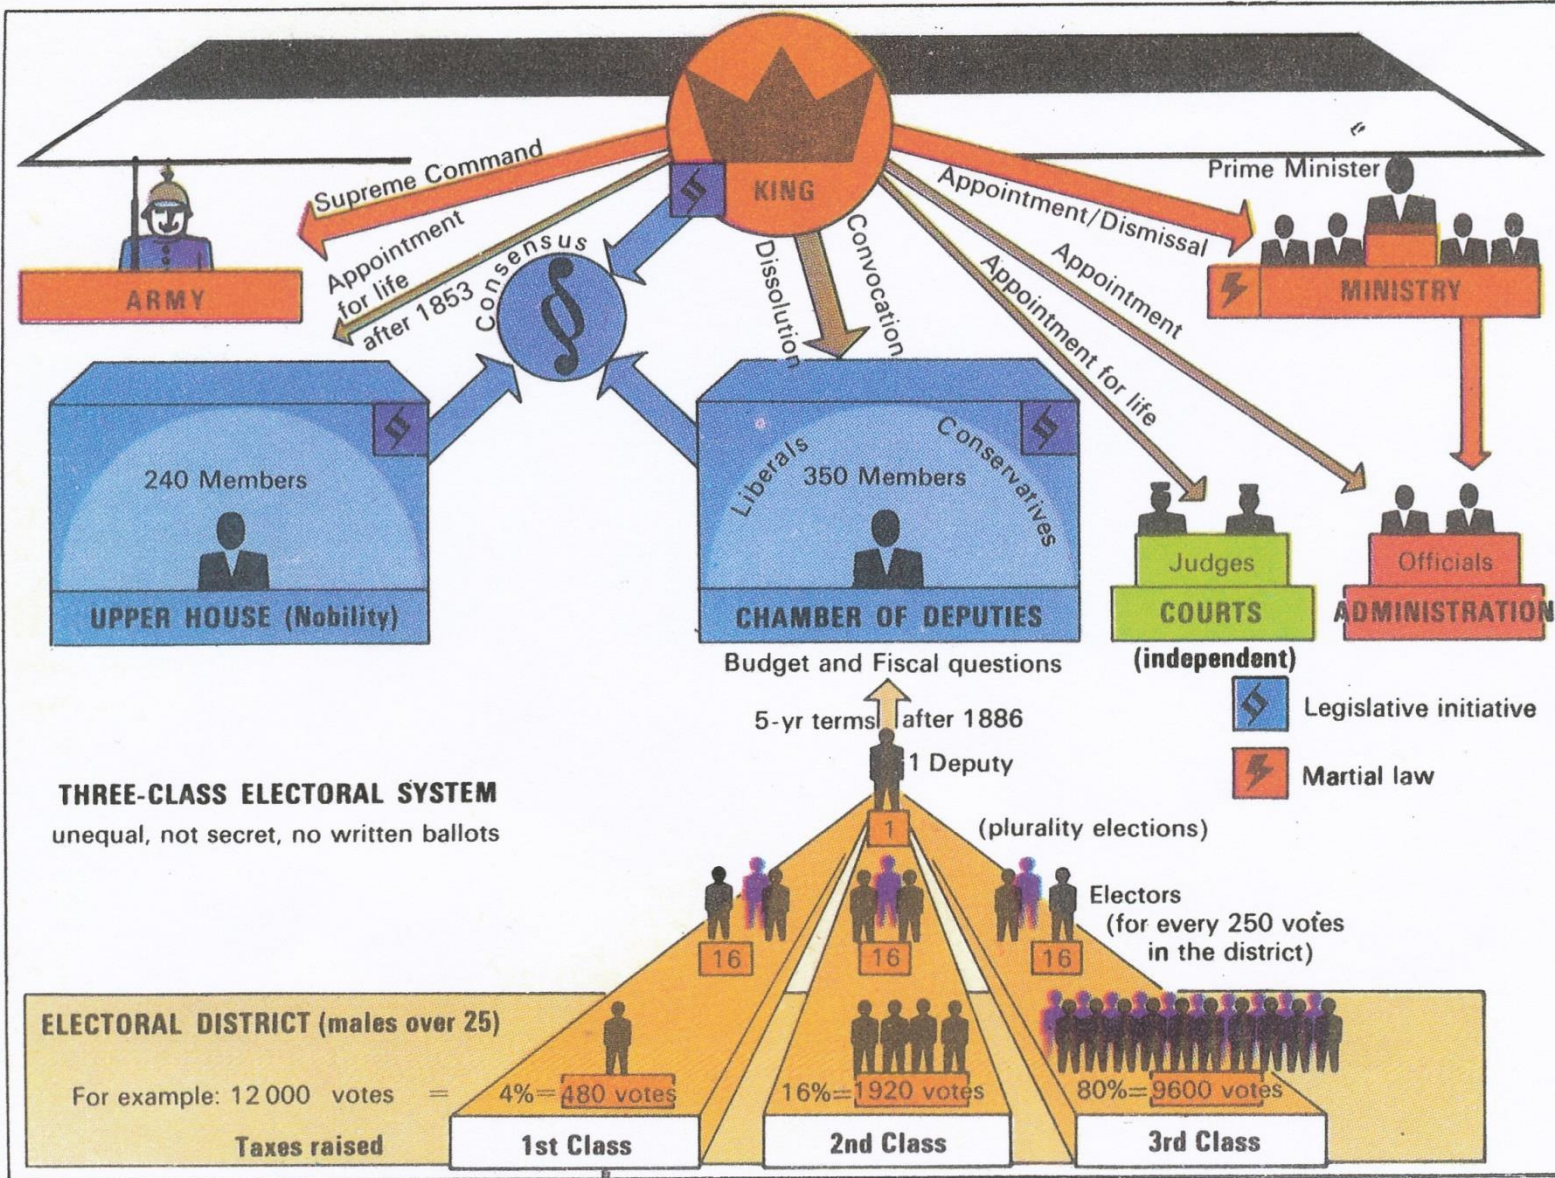 KING
Supreme Command
Appointment
for life
after 1853
Consensus
§
Dissolution
Convocation
Appointment/Dismissal
Appointment
Appointment for life
Prime Minister
ARMY
MINISTRY
240 Members
UPPER HOUSE (Nobility)
Liberals
350 Members
Conservatives
CHAMBER OF DEPUTIES
Budget and Fiscal questions
Judges
COURTS
(independent)
Officials
ADMINISTRATION
Legislative initiative
Martial law
5-yr terms after 1886
1 Deputy
THREE-CLASS ELECTORAL SYSTEM
unequal, not secret, no written ballots
1
(plurality elections)
Electors
(for every 250 votes
in the district)
16
16
16
ELECTORAL DISTRICT (males over 25)
For example: 12 000 votes = 4%= 480 votes 16%= 1920 votes 80%= 9600 votes
Taxes raised 1st Class 2nd Class 3rd Class